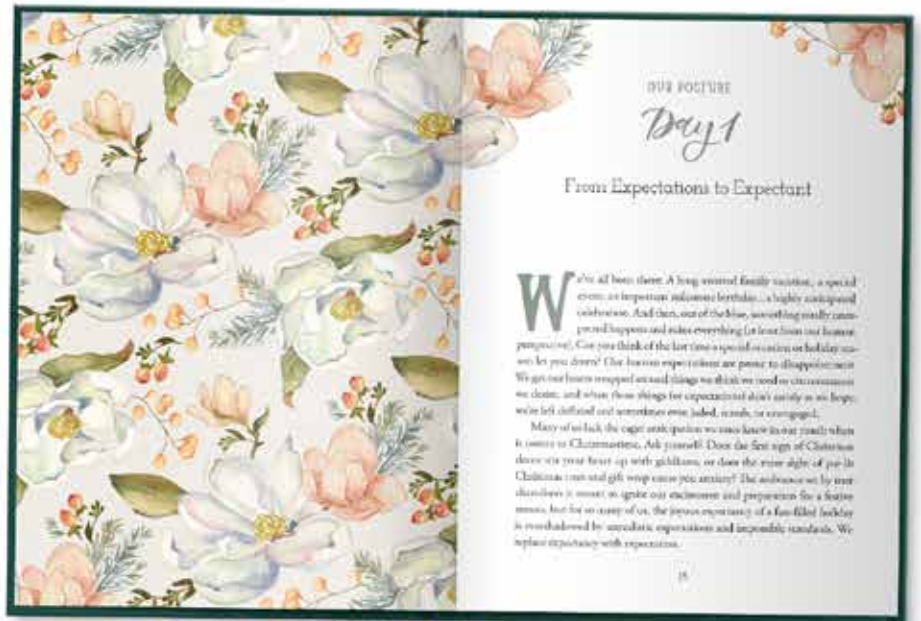 OUR POSTURE
Day 1
From Expectations to Expectant
We've all been there: A long-awaited family vacation, a special
event, an important milestone birthday... a highly anticipated
celebration. And then, out of the blue, something totally unex-
pected happens and ruins everything (at least from our human
perspective). Can you think of the last time a special occasion or holiday sea-
son let you down? Our human expectations are prone to disappointment.
We get our hearts wrapped around things we think we need or circumstances
we desire, and when those things (or expectations) don't satisfy as we hope,
we're left deflated and sometimes even jaded, numb, or unengaged.
Many of us lack the eager anticipation we once knew in our youth when
it comes to Christmastime. Ask yourself: Does the first sign of Christmas
decor stir your heart up with giddiness, or does the mere sight of pre-lit
Christmas trees and gift wrap cause you anxiety? The ambiance set by
is meant to ignite our excitement and preparation for a festive
season, but for so many of us, the joyous expectancy of a fun-filled holiday
is overshadowed by unrealistic expectations and impossible standards. We
replace expectancy with expectation.